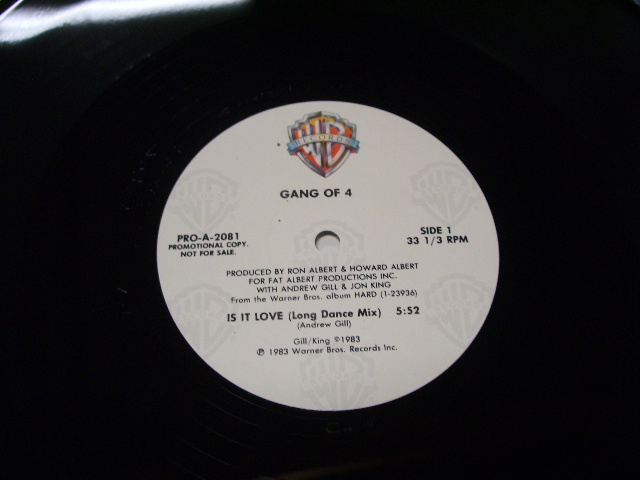 WB
RECORDS
GANG OF 4
PRO-A-2081
PROMOTIONAL COPY.
NOT FOR SALE.
SIDE 1
33 1/3 RPM
PRODUCED BY RON ALBERT & HOWARD ALBERT
FOR FAT ALBERT PRODUCTIONS INC.
WITH ANDREW GILL & JON KING
From the Warner Bros. album HARD (1-23936)
IS IT LOVE (Long Dance Mix) 5:52
(Andrew Gill)
Gill/King ©1983
℗ 1983 Warner Bros. Records Inc.